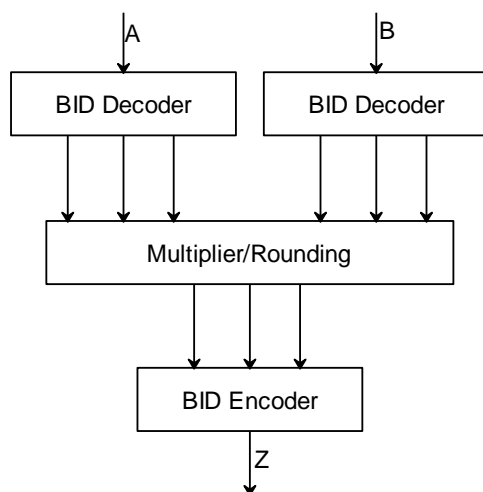 A
B
BID Decoder
BID Decoder
Multiplier/Rounding
BID Encoder
Z